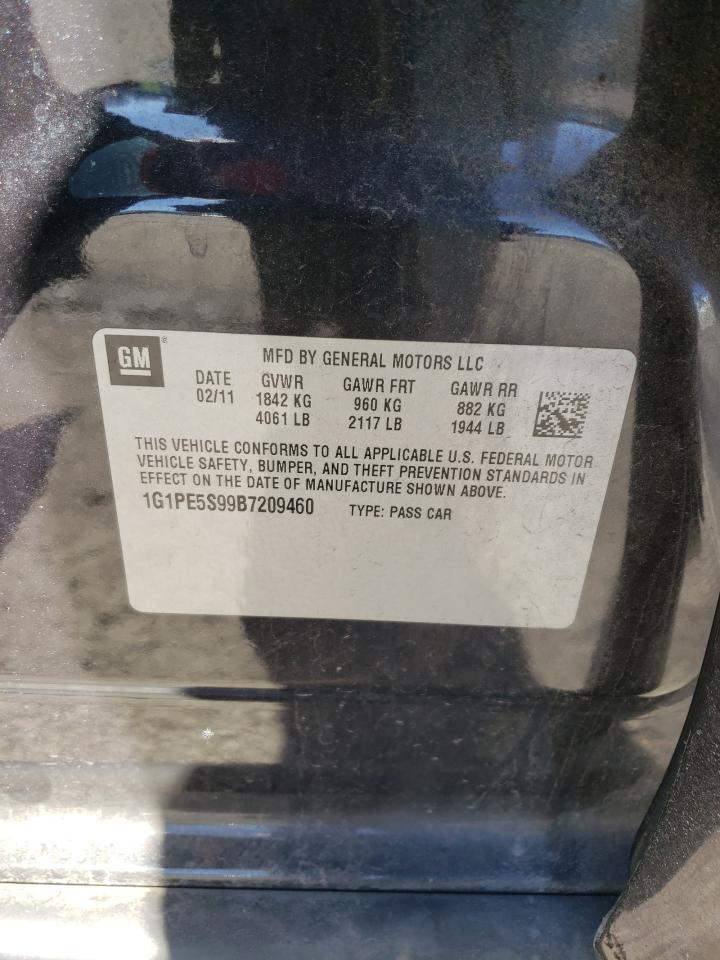 GM ®
MFD BY GENERAL MOTORS LLC
DATE GVWR GAWR FRT GAWR RR
02/11 1842 KG 960 KG 882 KG
4061 LB 2117 LB 1944 LB
THIS VEHICLE CONFORMS TO ALL APPLICABLE U.S. FEDERAL MOTOR
VEHICLE SAFETY, BUMPER, AND THEFT PREVENTION STANDARDS IN
EFFECT ON THE DATE OF MANUFACTURE SHOWN ABOVE.
1G1PE5S99B7209460 TYPE: PASS CAR